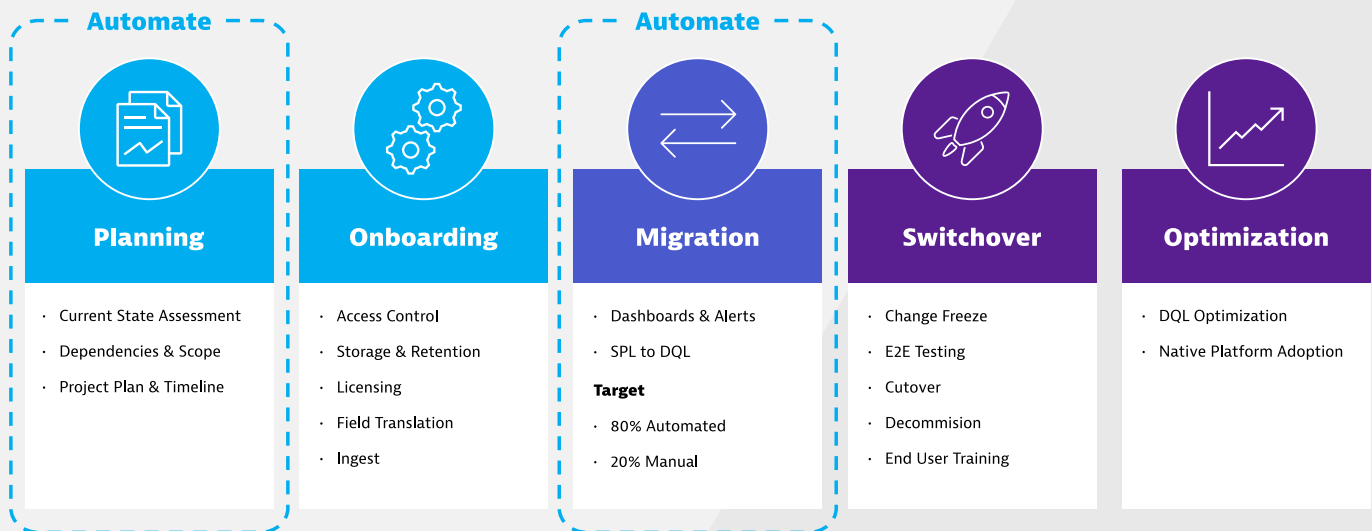 Automate
Automate
Planning
Onboarding
Migration
Switchover
Optimization
· Current State Assessment
· Dependencies & Scope
· Project Plan & Timeline
· Access Control
· Storage & Retention
· Licensing
· Field Translation
· Ingest
· Dashboards & Alerts
· SPL to DQL
Target
· 80% Automated
· 20% Manual
· Change Freeze
· E2E Testing
· Cutover
· Decommision
· End User Training
· DQL Optimization
· Native Platform Adoption